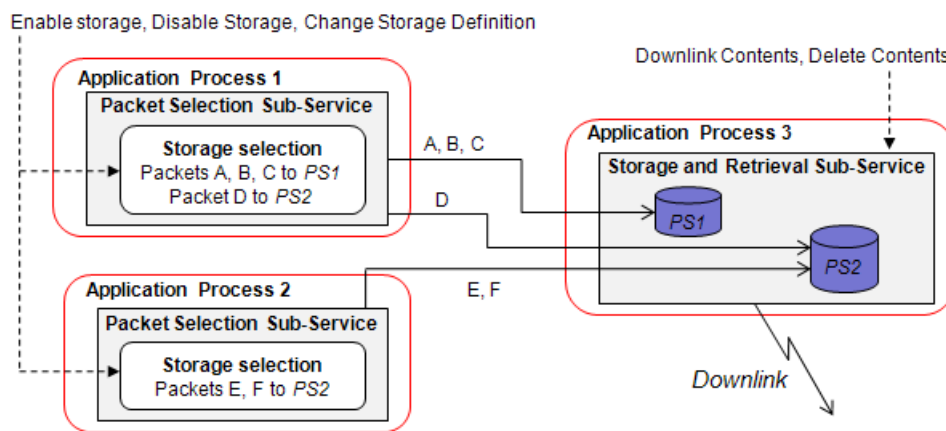 Enable storage, Disable Storage, Change Storage Definition
Downlink Contents, Delete Contents
Application Process 1
Packet Selection Sub-Service
Storage selection
Packets A, B, C to PS1
Packet D to PS2
A, B, C
D
Application Process 3
Storage and Retrieval Sub-Service
PS1
PS2
Application Process 2
Packet Selection Sub-Service
Storage selection
Packets E, F to PS2
E, F
Downlink